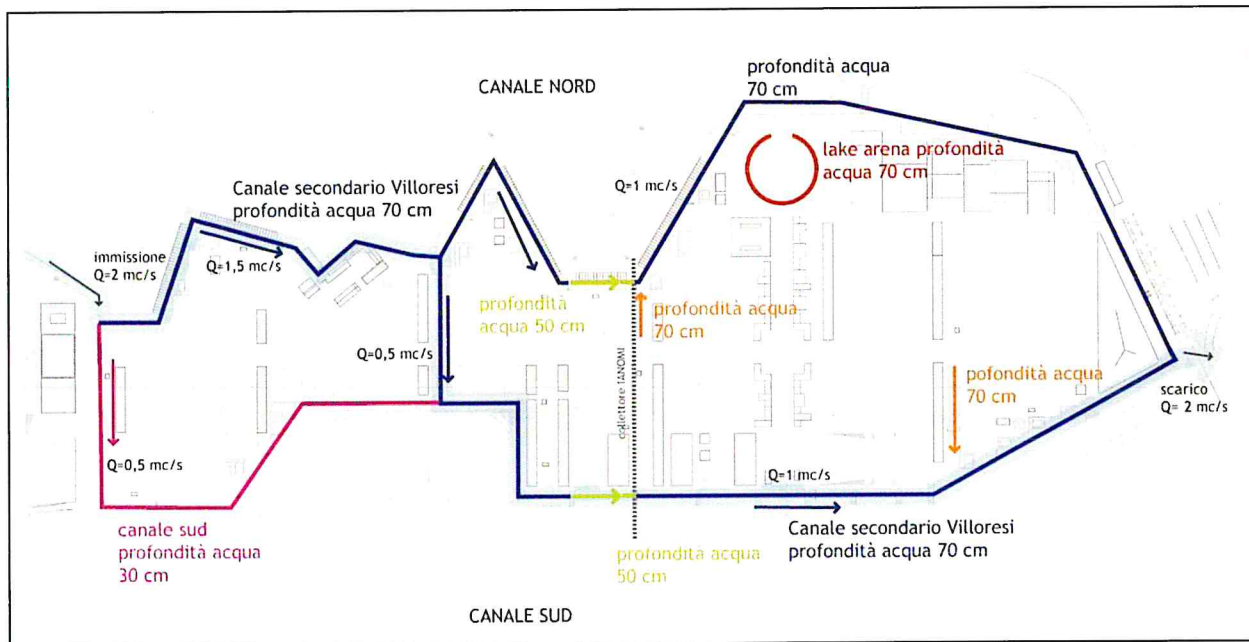 CANALE NORD
profondità acqua
70 cm
lake arena profondità
acqua 70 cm
Q=1 mc/s
Canale secondario Villoresi
profondità acqua 70 cm
immissione
Q=2 mc/s
Q=1,5 mc/s
profondità
acqua 50 cm
profondità acqua
70 cm
Q=0,5 mc/s
collettore IANOMI
pofondità acqua
70 cm
scarico
Q= 2 mc/s
Q=0,5 mc/s
Q=1 mc/s
canale sud
profondità acqua
30 cm
Canale secondario Villoresi
profondità acqua 70 cm
profondità acqua
50 cm
CANALE SUD